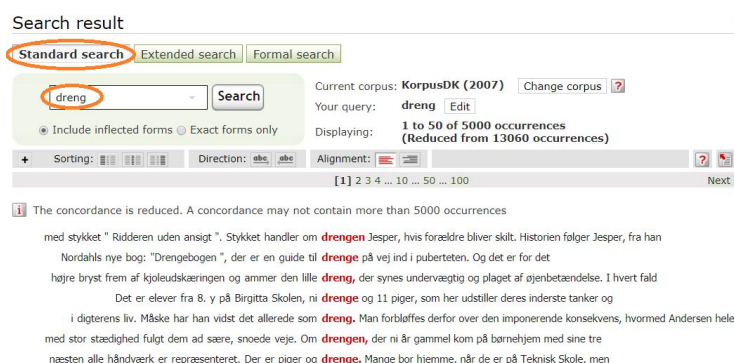 Search result
Standard search Extended search Formal search
dreng Search
Include inflected forms Exact forms only
Current corpus: KorpusDK (2007) Change corpus ?
Your query: dreng Edit
Displaying: 1 to 50 of 5000 occurrences
(Reduced from 13060 occurrences)
+ Sorting: Direction: abc abc Alignment: ?
[1] 2 3 4 ... 10 ... 50 ... 100 Next
i The concordance is reduced. A concordance may not contain more than 5000 occurrences
med stykket " Ridderen uden ansigt ". Stykket handler om drengen Jesper, hvis forældre bliver skilt. Historien følger Jesper, fra han
Nordahls nye bog: "Drengebogen ", der er en guide til drenge på vej ind i puberteten. Og det er for det
højre bryst frem af kjoleudskæringen og ammer den lille dreng, der synes undervægtig og plaget af øjenbetændelse. I hvert fald
Det er elever fra 8. y på Birgitta Skolen, ni drenge og 11 piger, som her udstiller deres inderste tanker og
i digterens liv. Måske har han vidst det allerede som dreng. Man forbløffes derfor over den imponerende konsekvens, hvormed Andersen hele
med stor stædighed fulgt dem ad sære, snoede veje. Om drengen, der ni år gammel kom på børnehjem med sine tre
næsten alle håndværk er repræsenteret. Der er piger og drenge. Mange bor hjemme, når de er på Teknisk Skole, men